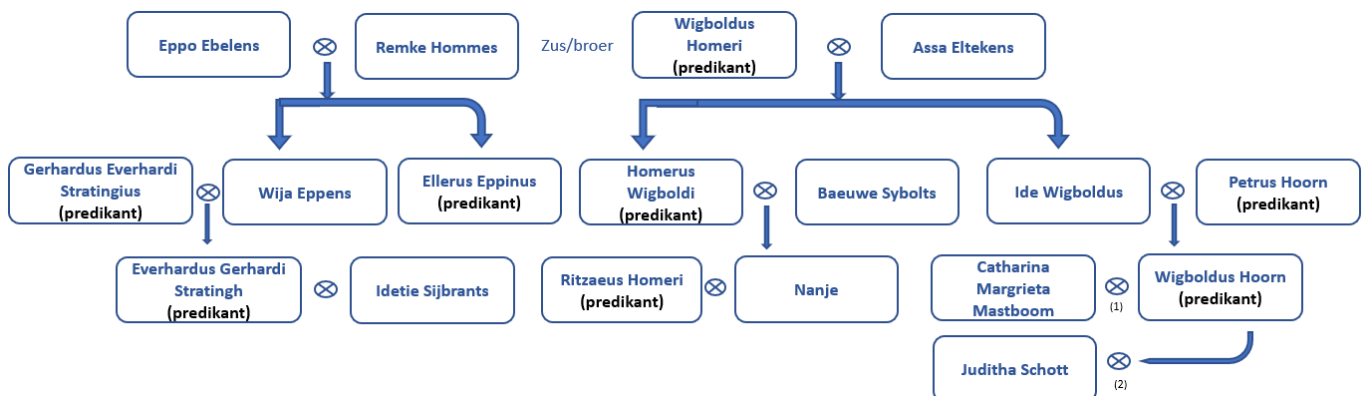 Eppo Ebelens
Remke Hommes
Zus/broer
Wigboldus
Homeri
(predikant)
Assa Eltekens
Gerhardus Everhardi
Stratingius
(predikant)
Wija Eppens
Ellerus Eppinus
(predikant)
Homerus
Wigboldi
(predikant)
Baeuwe Sybolts
Ide Wigboldus
Petrus Hoorn
(predikant)
Everhardus Gerhardi
Stratingh
(predikant)
Idetie Sijbrants
Ritzaeus Homeri
(predikant)
Nanje
Catharina
Margrieta
Mastboom
(1)
Wigboldus Hoorn
(predikant)
Juditha Schott
(2)